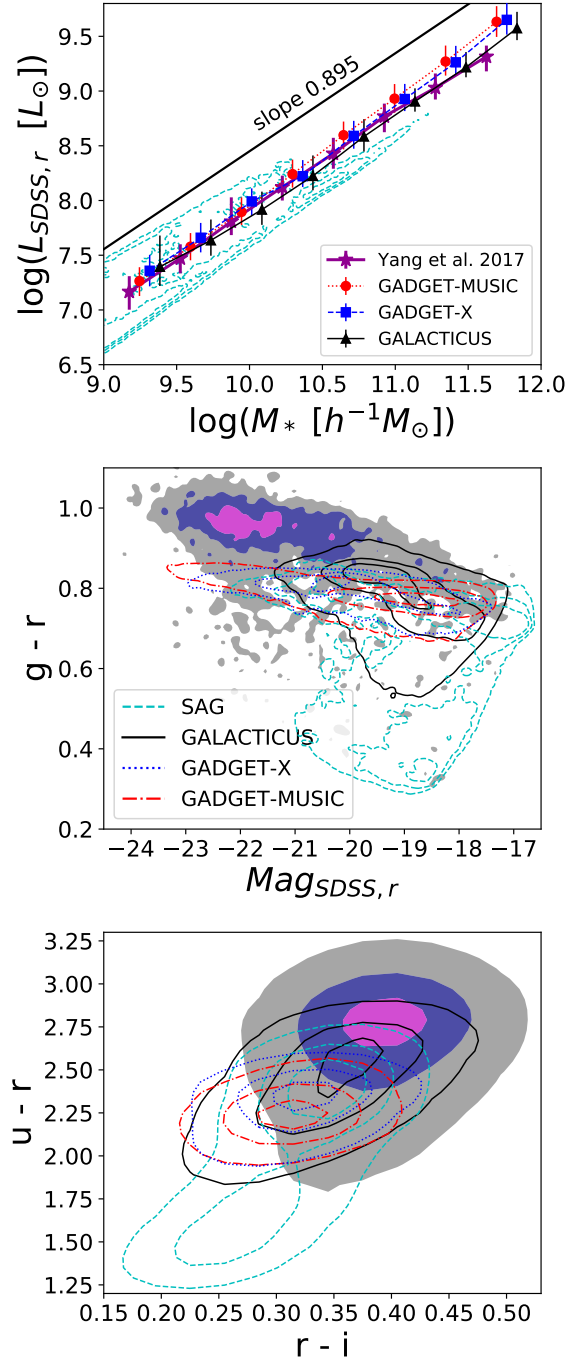 log(L_{SDSS,r} [L_⊙])
9.5
9.0
8.5
8.0
7.5
7.0
6.5
slope 0.895
Yang et al. 2017
GADGET-MUSIC
GADGET-X
GALACTICUS
9.0 9.5 10.0 10.5 11.0 11.5 12.0
log(M_* [h^{-1}M_⊙])
g - r
1.0
0.8
0.6
0.4
0.2
SAG
GALACTICUS
GADGET-X
GADGET-MUSIC
−24 −23 −22 −21 −20 −19 −18 −17
Mag_{SDSS,r}
u - r
3.25
3.00
2.75
2.50
2.25
2.00
1.75
1.50
1.25
0.15 0.20 0.25 0.30 0.35 0.40 0.45 0.50
r - i